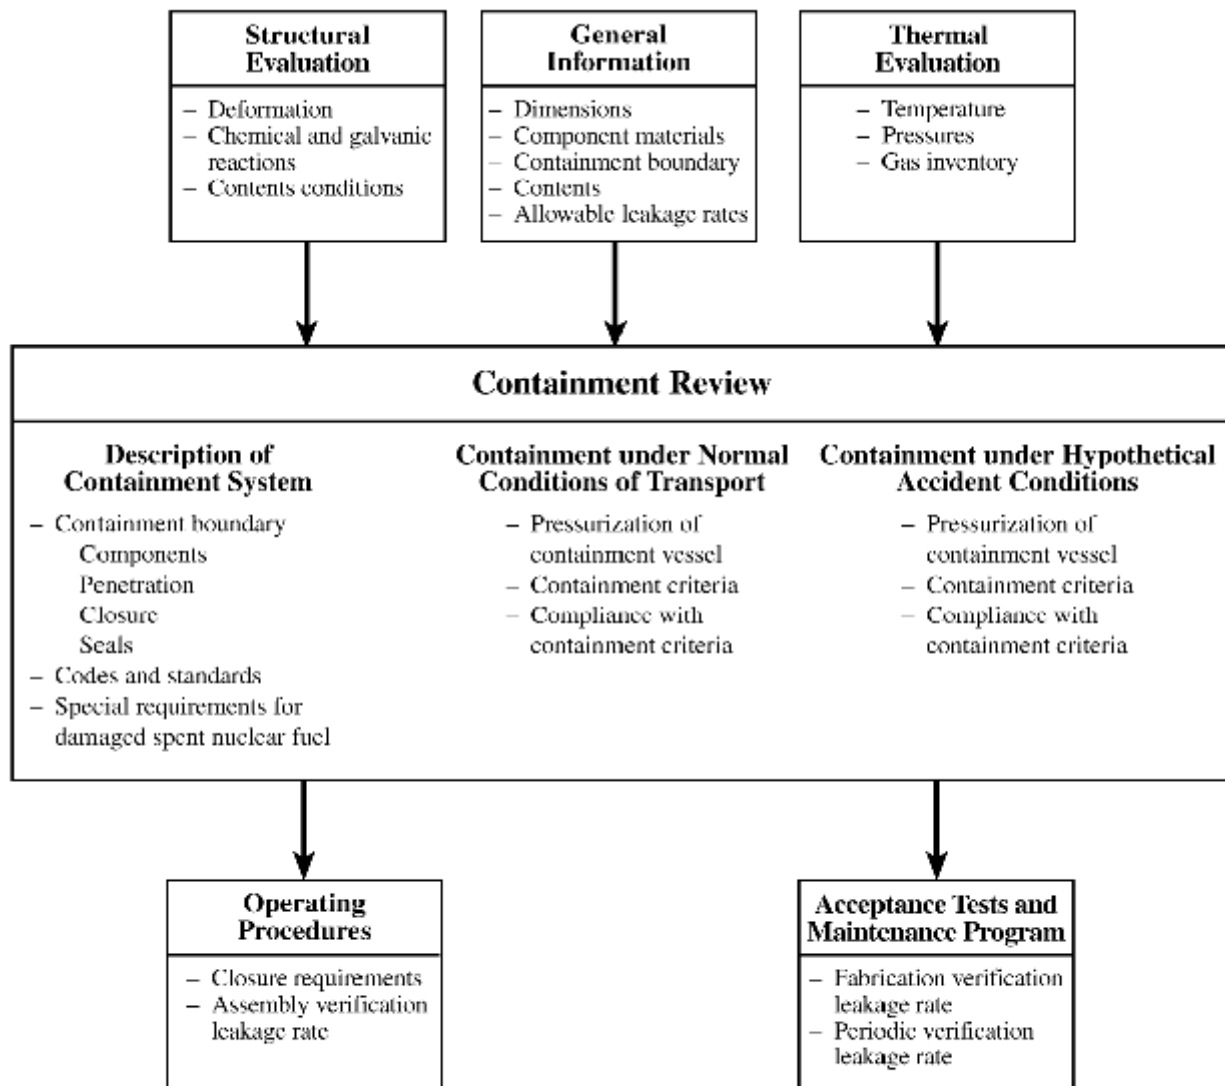 Structural
Evaluation
– Deformation
– Chemical and galvanic
reactions
– Contents conditions
General
Information
– Dimensions
– Component materials
– Containment boundary
– Contents
– Allowable leakage rates
Thermal
Evaluation
– Temperature
– Pressures
– Gas inventory
Containment Review
Description of
Containment System
– Containment boundary
Components
Penetration
Closure
Seals
– Codes and standards
– Special requirements for
damaged spent nuclear fuel
Containment under Normal
Conditions of Transport
– Pressurization of
containment vessel
– Containment criteria
– Compliance with
containment criteria
Containment under Hypothetical
Accident Conditions
– Pressurization of
containment vessel
– Containment criteria
– Compliance with
containment criteria
Operating
Procedures
– Closure requirements
– Assembly verification
leakage rate
Acceptance Tests and
Maintenance Program
– Fabrication verification
leakage rate
– Periodic verification
leakage rate